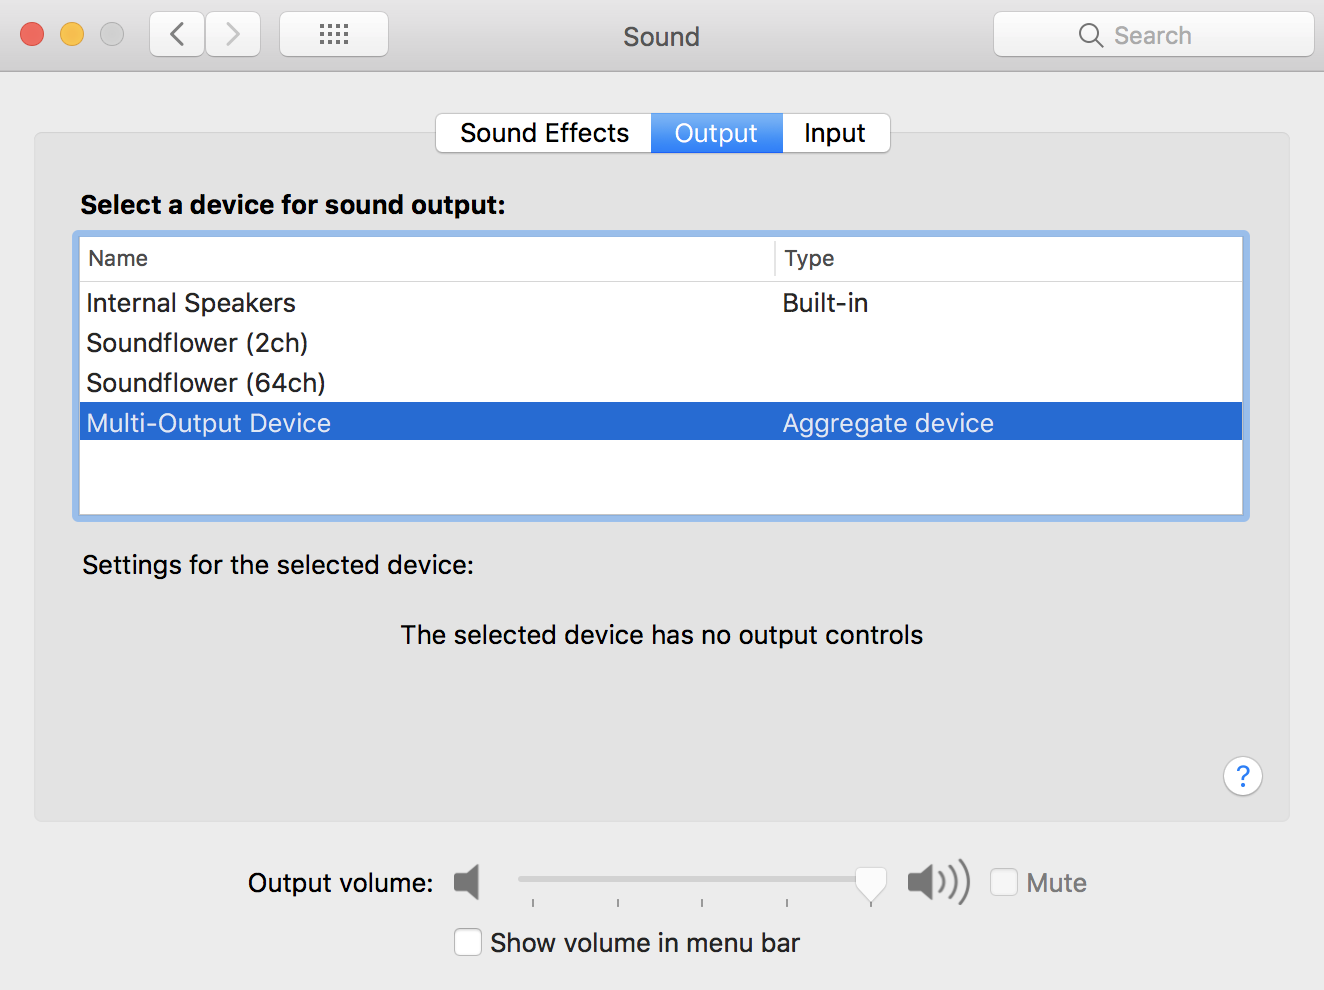 Sound
Search
Sound Effects Output Input
Select a device for sound output:
Name Type
Internal Speakers Built-in
Soundflower (2ch)
Soundflower (64ch)
Multi-Output Device Aggregate device
Settings for the selected device:
The selected device has no output controls
?
Output volume: Mute
Show volume in menu bar